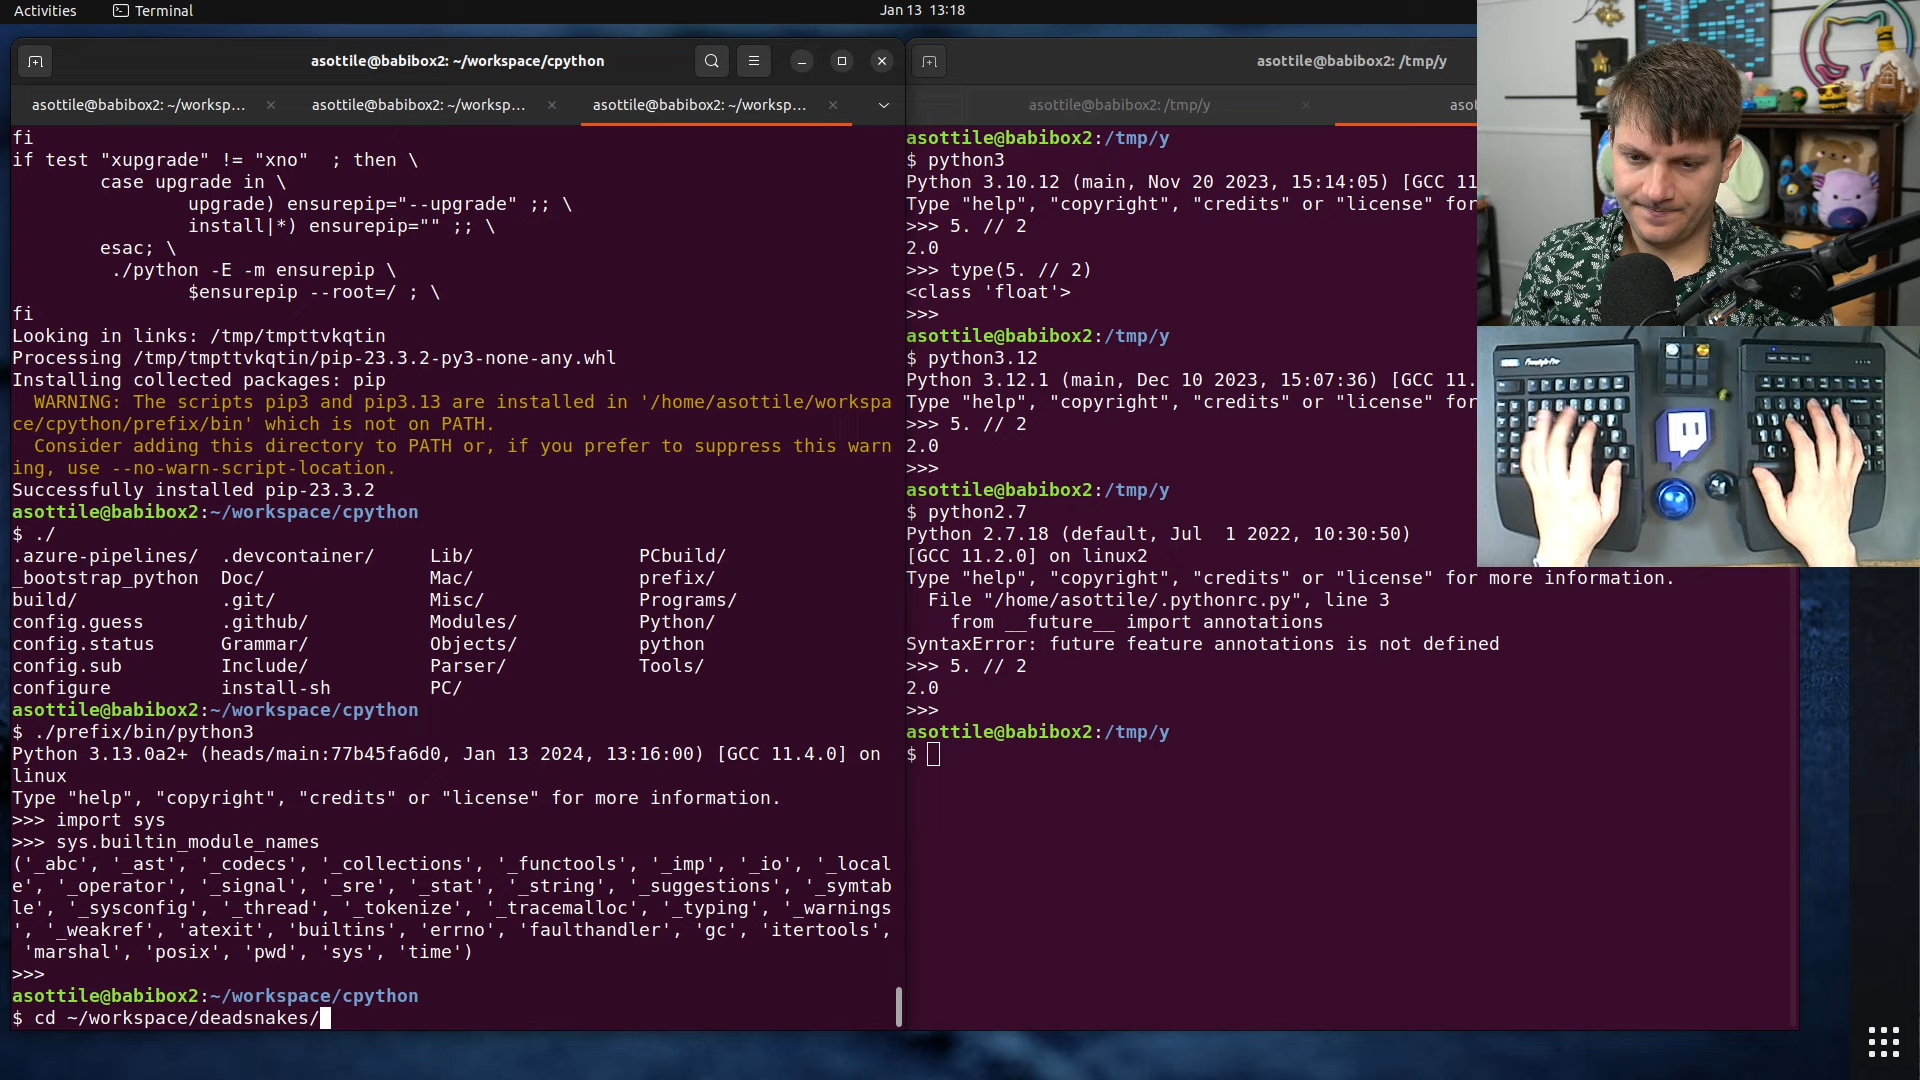 Activities
Terminal
Jan 13 13:18
asottile@babibox2: ~/workspace/cpython
asottile@babibox2: ~/worksp...
asottile@babibox2: ~/worksp...
asottile@babibox2: ~/worksp...
fi
if test "xupgrade" != "xno"  ; then \
        case upgrade in \
                upgrade) ensurepip="--upgrade" ;; \
                install|*) ensurepip="" ;; \
        esac; \
         ./python -E -m ensurepip \
                $ensurepip --root=/ ; \
fi
Looking in links: /tmp/tmpttvkqtin
Processing /tmp/tmpttvkqtin/pip-23.3.2-py3-none-any.whl
Installing collected packages: pip
  WARNING: The scripts pip3 and pip3.13 are installed in '/home/asottile/workspa
ce/cpython/prefix/bin' which is not on PATH.
  Consider adding this directory to PATH or, if you prefer to suppress this warn
ing, use --no-warn-script-location.
Successfully installed pip-23.3.2
asottile@babibox2:~/workspace/cpython
$ ./
.azure-pipelines/  .devcontainer/     Lib/               PCbuild/
_bootstrap_python  Doc/               Mac/               prefix/
build/             .git/              Misc/              Programs/
config.guess       .github/           Modules/           Python/
config.status      Grammar/           Objects/           python
config.sub         Include/           Parser/            Tools/
configure          install-sh         PC/
asottile@babibox2:~/workspace/cpython
$ ./prefix/bin/python3
Python 3.13.0a2+ (heads/main:77b45fa6d0, Jan 13 2024, 13:16:00) [GCC 11.4.0] on
linux
Type "help", "copyright", "credits" or "license" for more information.
>>> import sys
>>> sys.builtin_module_names
('_abc', '_ast', '_codecs', '_collections', '_functools', '_imp', '_io', '_local
e', '_operator', '_signal', '_sre', '_stat', '_string', '_suggestions', '_symtab
le', '_sysconfig', '_thread', '_tokenize', '_tracemalloc', '_typing', '_warnings
', '_weakref', 'atexit', 'builtins', 'errno', 'faulthandler', 'gc', 'itertools',
 'marshal', 'posix', 'pwd', 'sys', 'time')
>>>
asottile@babibox2:~/workspace/cpython
$ cd ~/workspace/deadsnakes/
asottile@babibox2: /tmp/y
asottile@babibox2: /tmp/y
asot
asottile@babibox2:/tmp/y
$ python3
Python 3.10.12 (main, Nov 20 2023, 15:14:05) [GCC 11
Type "help", "copyright", "credits" or "license" for
>>> 5. // 2
2.0
>>> type(5. // 2)
<class 'float'>
>>>
asottile@babibox2:/tmp/y
$ python3.12
Python 3.12.1 (main, Dec 10 2023, 15:07:36) [GCC 11.
Type "help", "copyright", "credits" or "license" for
>>> 5. // 2
2.0
>>>
asottile@babibox2:/tmp/y
$ python2.7
Python 2.7.18 (default, Jul  1 2022, 10:30:50)
[GCC 11.2.0] on linux2
Type "help", "copyright", "credits" or "license" for more information.
  File "/home/asottile/.pythonrc.py", line 3
    from __future__ import annotations
SyntaxError: future feature annotations is not defined
>>> 5. // 2
2.0
>>>
asottile@babibox2:/tmp/y
$